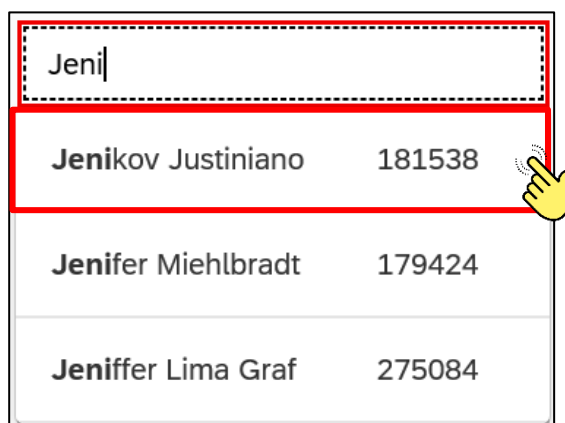 Jeni
Jenikov Justiniano 181538
Jenifer Miehlbradt 179424
Jeniffer Lima Graf 275084